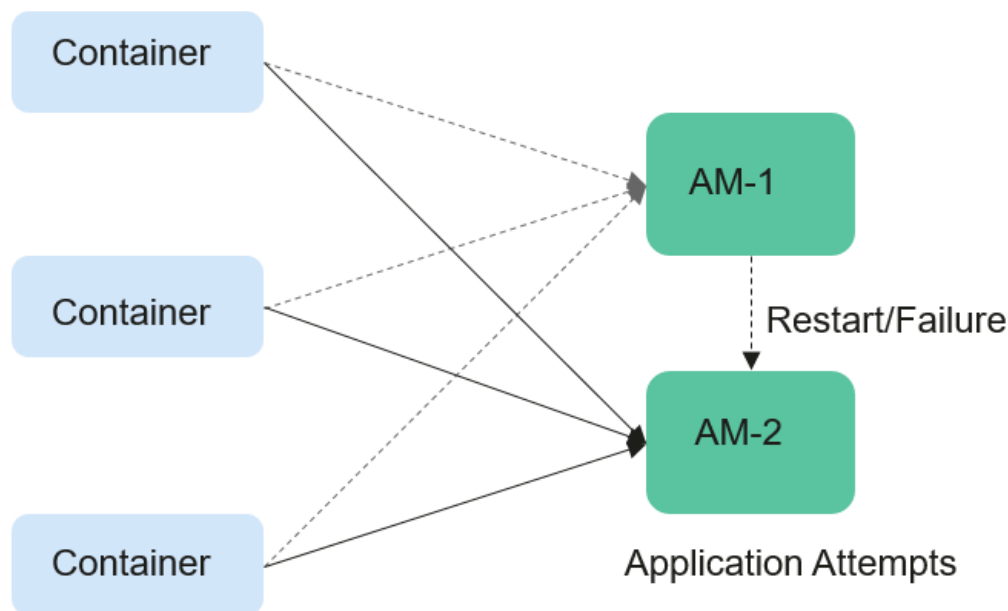 Container
AM-1
Container
Restart/Failure
AM-2
Container
Application Attempts